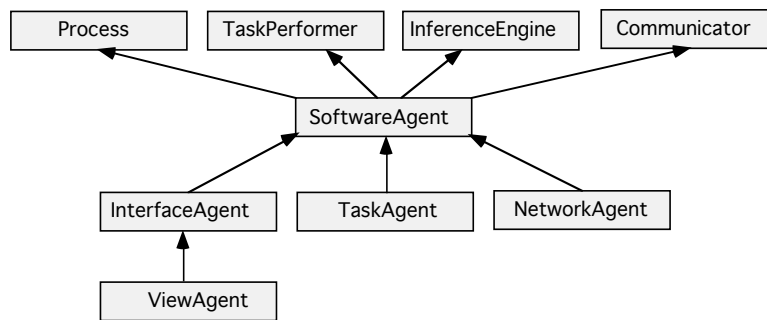 Process
TaskPerformer
InferenceEngine
Communicator
SoftwareAgent
InterfaceAgent
TaskAgent
NetworkAgent
ViewAgent